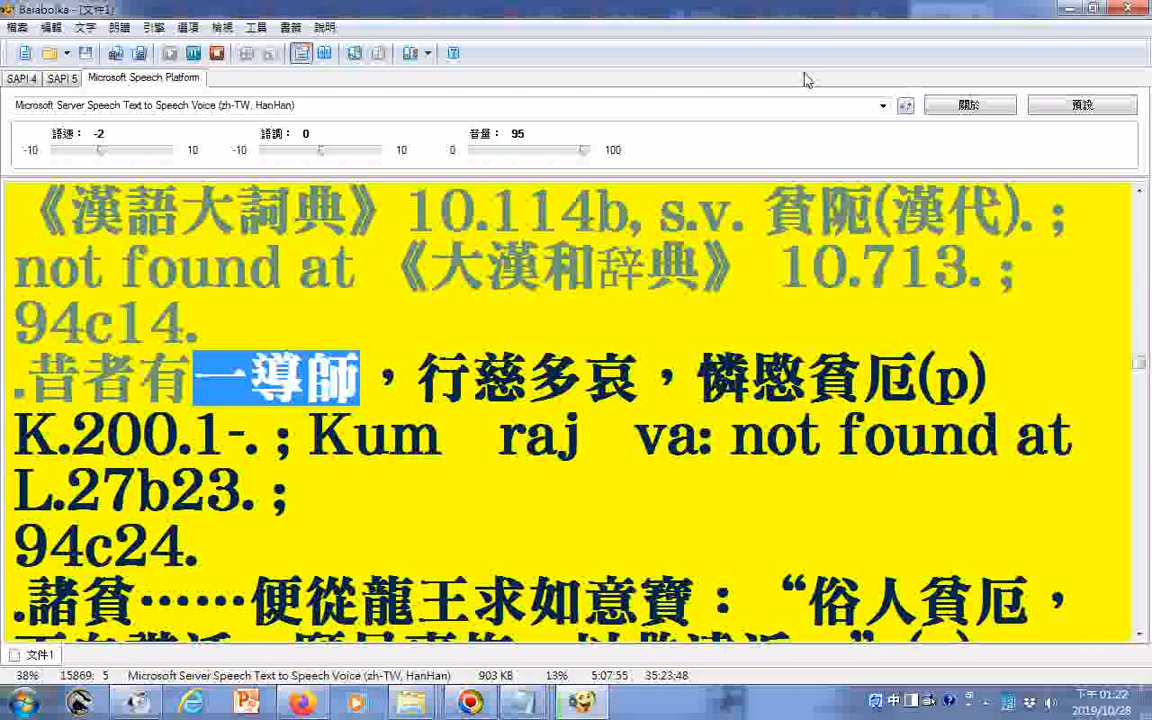 Balabolka - [文件1]
檔案 編輯 文字 朗讀 引擎 選項 檢視 工具 書籤 說明
SAPI 4 SAPI 5 Microsoft Speech Platform
Microsoft Server Speech Text to Speech Voice (zh-TW, HanHan) 關於 預設
語速： -2 語調： 0 音量： 95
-10 10 -10 10 0 100
《漢語大詞典》 10.114b, s.v. 貧阨(漢代). ;
not found at 《大漢和辞典》 10.713. ;
94c14.
.昔者有一導師，行慈多哀，憐愍貧厄(p)
K.200.1-. ; Kum raj va: not found at
L.27b23. ;
94c24.
.諸貧……便從龍王求如意寶：“俗人貧厄，
文件1
38% 15869: 5 Microsoft Server Speech Text to Speech Voice (zh-TW, HanHan) 903 KB 13% 5:07:55 35:23:48
中
下午 01:22
2019/10/28